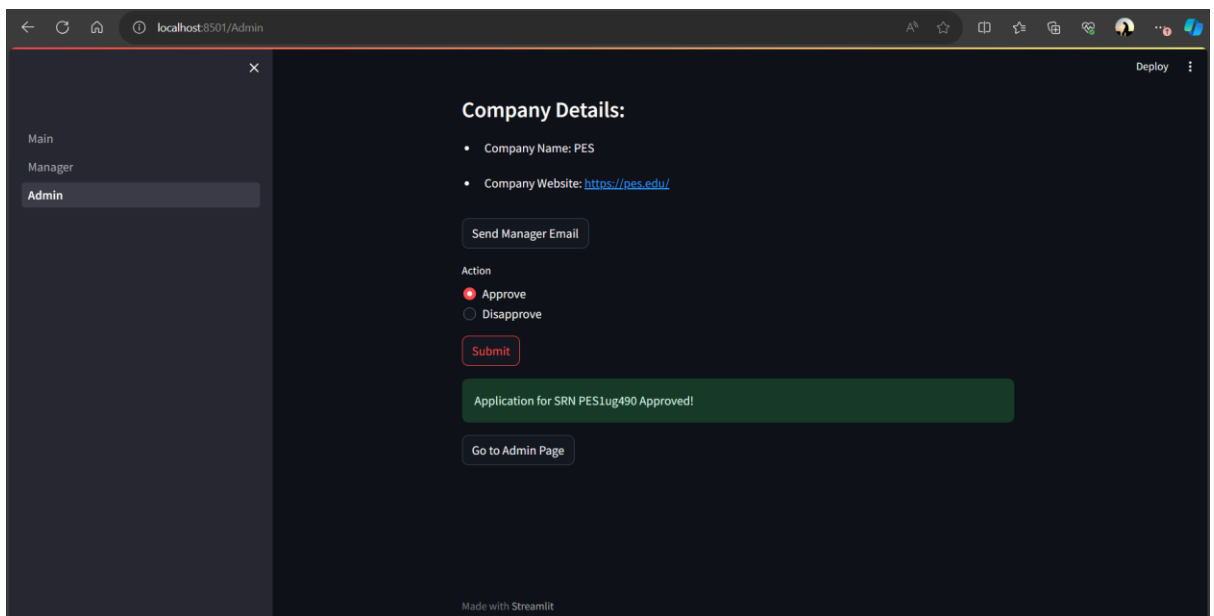 localhost:8501/Admin
Deploy
Main
Manager
Admin
Company Details:
Company Name: PES
Company Website: https://pes.edu/
Send Manager Email
Action
Approve
Disapprove
Submit
Application for SRN PES1ug490 Approved!
Go to Admin Page
Made with Streamlit